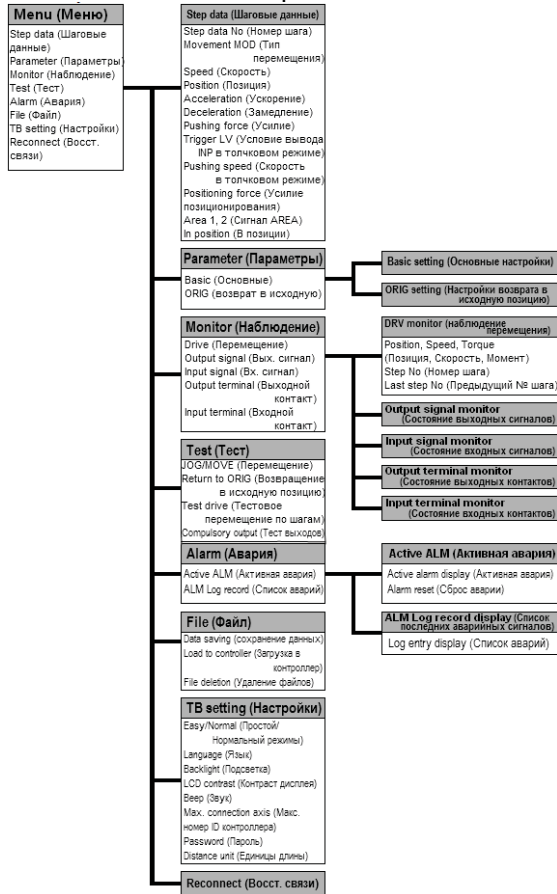 Menu (Меню)
Step data (Шаговые
данные)
Parameter (Параметры)
Monitor (Наблюдение)
Test (Тест)
Alarm (Авария)
File (Файл)
TB setting (Настройки)
Reconnect (Восст.
связи)
Step data (Шаговые данные)
Step data No (Номер шага)
Movement MOD (Тип
перемещения)
Speed (Скорость)
Position (Позиция)
Acceleration (Ускорение)
Deceleration (Замедление)
Pushing force (Усилие)
Trigger LV (Условие вывода
INP в толчковом режиме)
Pushing speed (Скорость
в толчковом режиме)
Positioning force (Усилие
позиционирования)
Area 1, 2 (Сигнал AREA)
In position (В позиции)
Parameter (Параметры)
Basic (Основные)
ORIG (возврат в исходную)
Basic setting (Основные настройки)
ORIG setting (Настройки возврата в
исходную позицию)
Monitor (Наблюдение)
Drive (Перемещение)
Output signal (Вых. сигнал)
Input signal (Вх. сигнал)
Output terminal (Выходной
контакт)
Input terminal (Входной
контакт)
DRV monitor (наблюдение
перемещения)
Position, Speed, Torque
(Позиция, Скорость, Момент)
Step No (Номер шага)
Last step No (Предыдущий № шага)
Output signal monitor
(Состояние выходных сигналов)
Input signal monitor
(Состояние входных сигналов)
Output terminal monitor
(Состояние выходных контактов)
Input terminal monitor
(Состояние входных контактов)
Test (Тест)
JOG/MOVE (Перемещение)
Return to ORIG (Возвращение
в исходную позицию)
Test drive (Тестовое
перемещение по шагам)
Compulsory output (Тест выходов)
Alarm (Авария)
Active ALM (Активная авария)
ALM Log record (Список аварий)
Active ALM (Активная авария)
Active alarm display (Активная авария)
Alarm reset (Сброс аварии)
ALM Log record display (Список
последних аварийных сигналов)
Log entry display (Список аварий)
File (Файл)
Data saving (сохранение данных)
Load to controller (Загрузка в
контроллер)
File deletion (Удаление файлов)
TB setting (Настройки)
Easy/Normal (Простой/
Нормальный режимы)
Language (Язык)
Backlight (Подсветка)
LCD contrast (Контраст дисплея)
Beep (Звук)
Max. connection axis (Макс.
номер ID контроллера)
Password (Пароль)
Distance unit (Единицы длины)
Reconnect (Восст. связи)